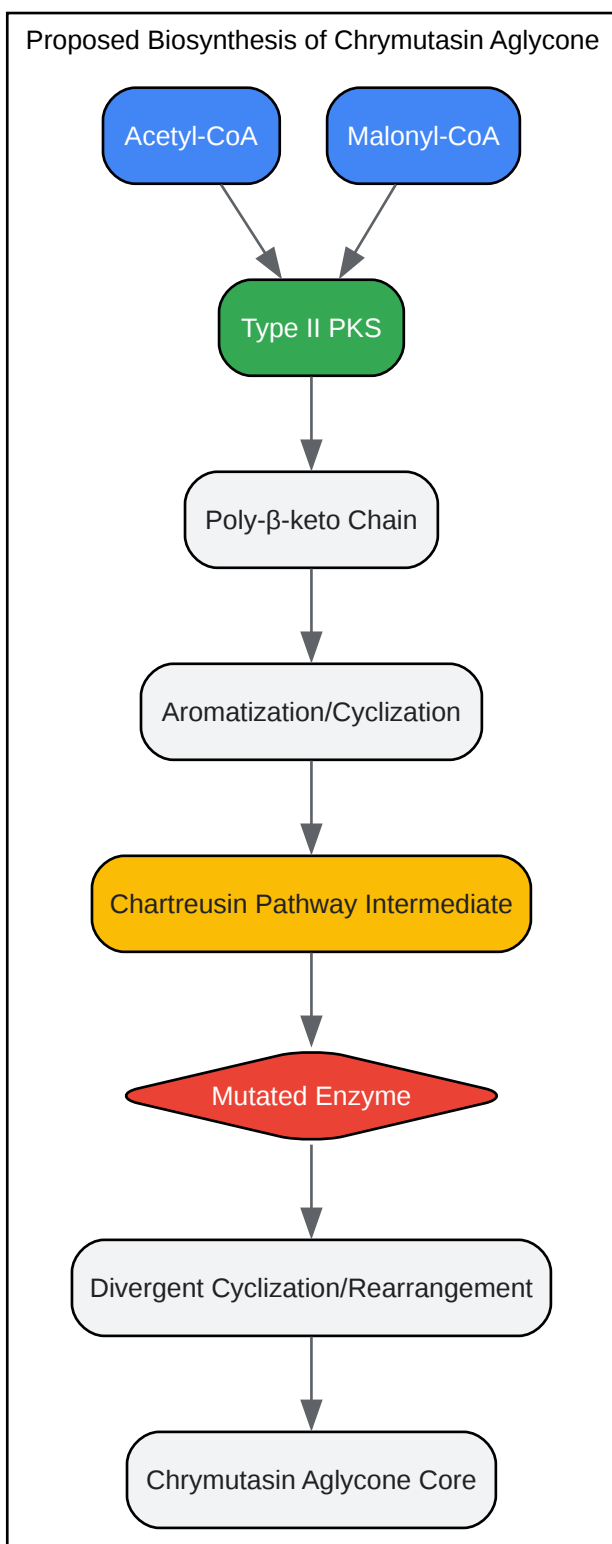 Proposed Biosynthesis of Chrymutasin Aglycone
Acetyl-CoA
Malonyl-CoA
Type II PKS
Poly-β-keto Chain
Aromatization/Cyclization
Chartreusin Pathway Intermediate
Mutated Enzyme
Divergent Cyclization/Rearrangement
Chrymutasin Aglycone Core